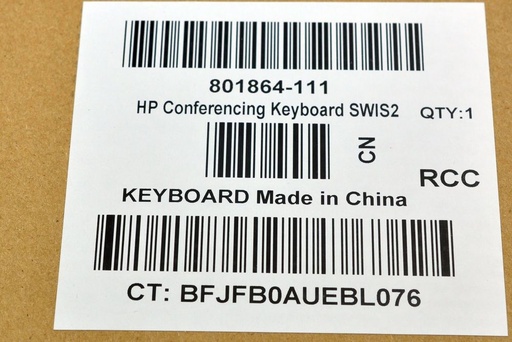 801864-111
HP Conferencing Keyboard SWIS2 QTY:1
CN
RCC
KEYBOARD Made in China
CT: BFJFB0AUEBL076